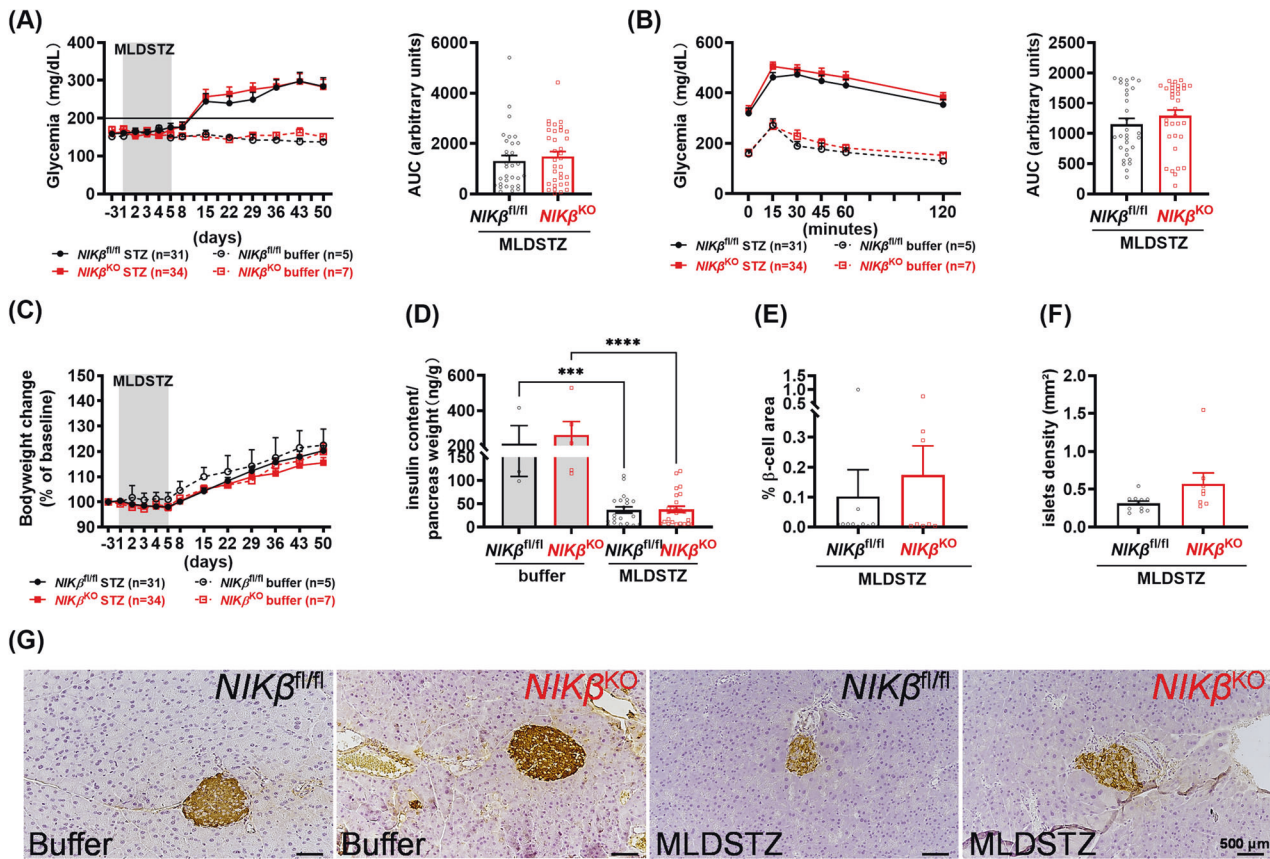 (A)
MLDSTZ
Glycemia (mg/dL)
400
300
200
100
0
-31 2 3 4 5 8 15 22 29 36 43 50
(days)
NIKβfl/fl STZ (n=31)
NIKβfl/fl buffer (n=5)
NIKβKO STZ (n=34)
NIKβKO buffer (n=7)
AUC (arbitrary units)
6000
4000
2000
0
NIKβfl/fl NIKβKO
MLDSTZ
(B)
Glycemia (mg/dL)
600
400
200
0
0 15 30 45 60 120
(minutes)
NIKβfl/fl STZ (n=31)
NIKβfl/fl buffer (n=5)
NIKβKO STZ (n=34)
NIKβKO buffer (n=7)
AUC (arbitrary units)
2500
2000
1500
1000
500
0
NIKβfl/fl NIKβKO
MLDSTZ
(C)
MLDSTZ
Bodyweight change
(% of baseline)
150
140
130
120
110
100
90
-31 2 3 4 5 8 15 22 29 36 43 50
(days)
NIKβfl/fl STZ (n=31)
NIKβfl/fl buffer (n=5)
NIKβKO STZ (n=34)
NIKβKO buffer (n=7)
(D)
insulin content/
pancreas weight (ng/g)
600
400
200
150
100
50
0
***
****
NIKβfl/fl NIKβKO NIKβfl/fl NIKβKO
buffer MLDSTZ
(E)
% β-cell area
1.5
1.0
0.5
0.3
0.2
0.1
0.0
NIKβfl/fl NIKβKO
MLDSTZ
(F)
islets density (mm²)
2.0
1.5
1.0
0.5
0.0
NIKβfl/fl NIKβKO
MLDSTZ
(G)
NIKβfl/fl
Buffer
NIKβKO
Buffer
NIKβfl/fl
MLDSTZ
NIKβKO
MLDSTZ
500 µm